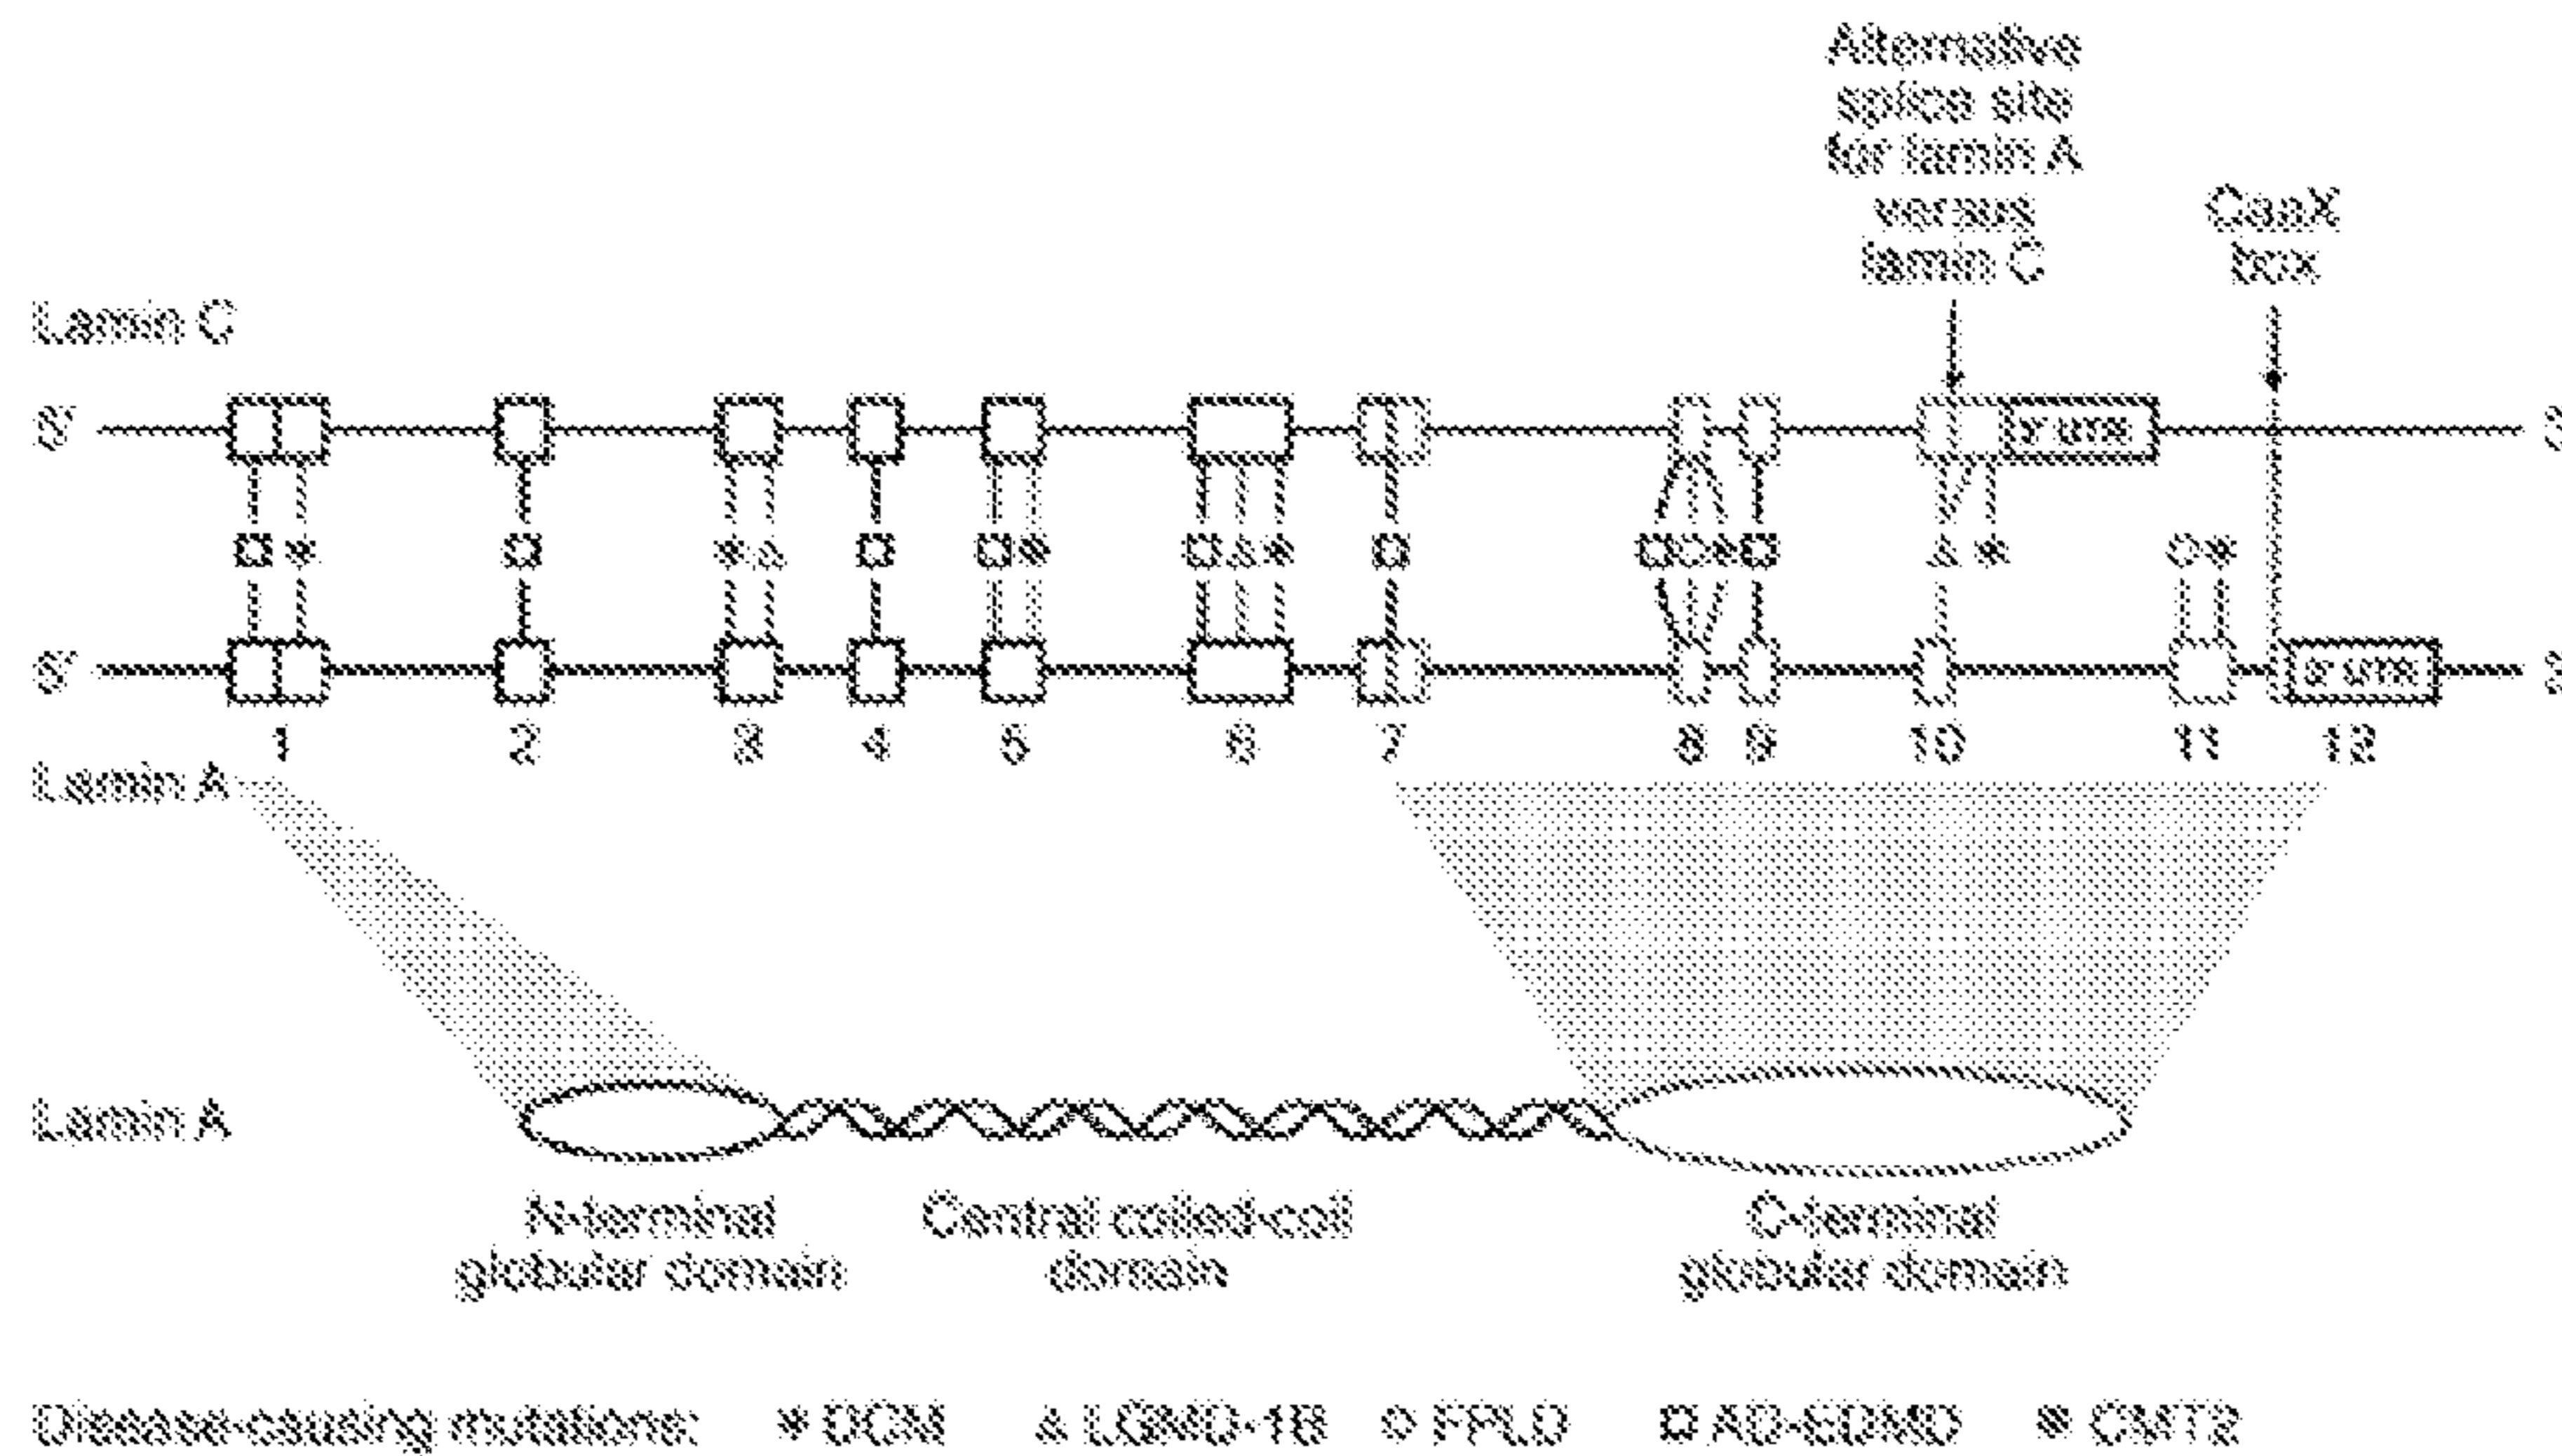 Alternative
splice site
for lamin A
versus
lamin C
CaaX
box
Lamin C
5'
3' UTR
5'
3' UTR
1 2 3 4 5 6 7 8 9 10 11 12
Lamin A
Lamin A
N-terminal
globular domain
Central coiled-coil
domain
C-terminal
globular domain
Disease-causing mutations: * DCM △ LGMD-1B ○ FPLD □ AD-EDMD ✺ CMT2